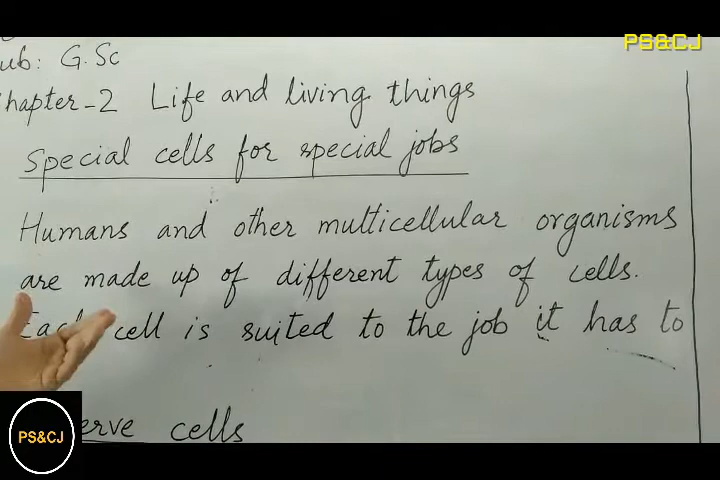 PS&CJ
ub: G.Sc
hapter-2 Life and living things
Special cells for special jobs
Humans and other multicellular organisms
are made up of different types of cells.
Each cell is suited to the job it has to
PS&CJ
erve cells